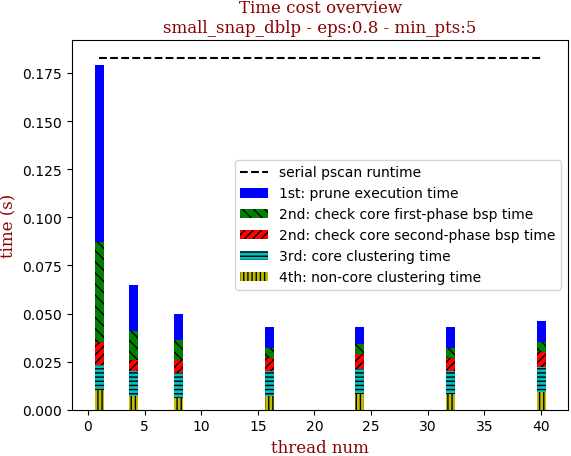 Time cost overview
small_snap_dblp - eps:0.8 - min_pts:5
time (s)
0.175
0.150
0.125
0.100
0.075
0.050
0.025
0.000
serial pscan runtime
1st: prune execution time
2nd: check core first-phase bsp time
2nd: check core second-phase bsp time
3rd: core clustering time
4th: non-core clustering time
0 5 10 15 20 25 30 35 40
thread num